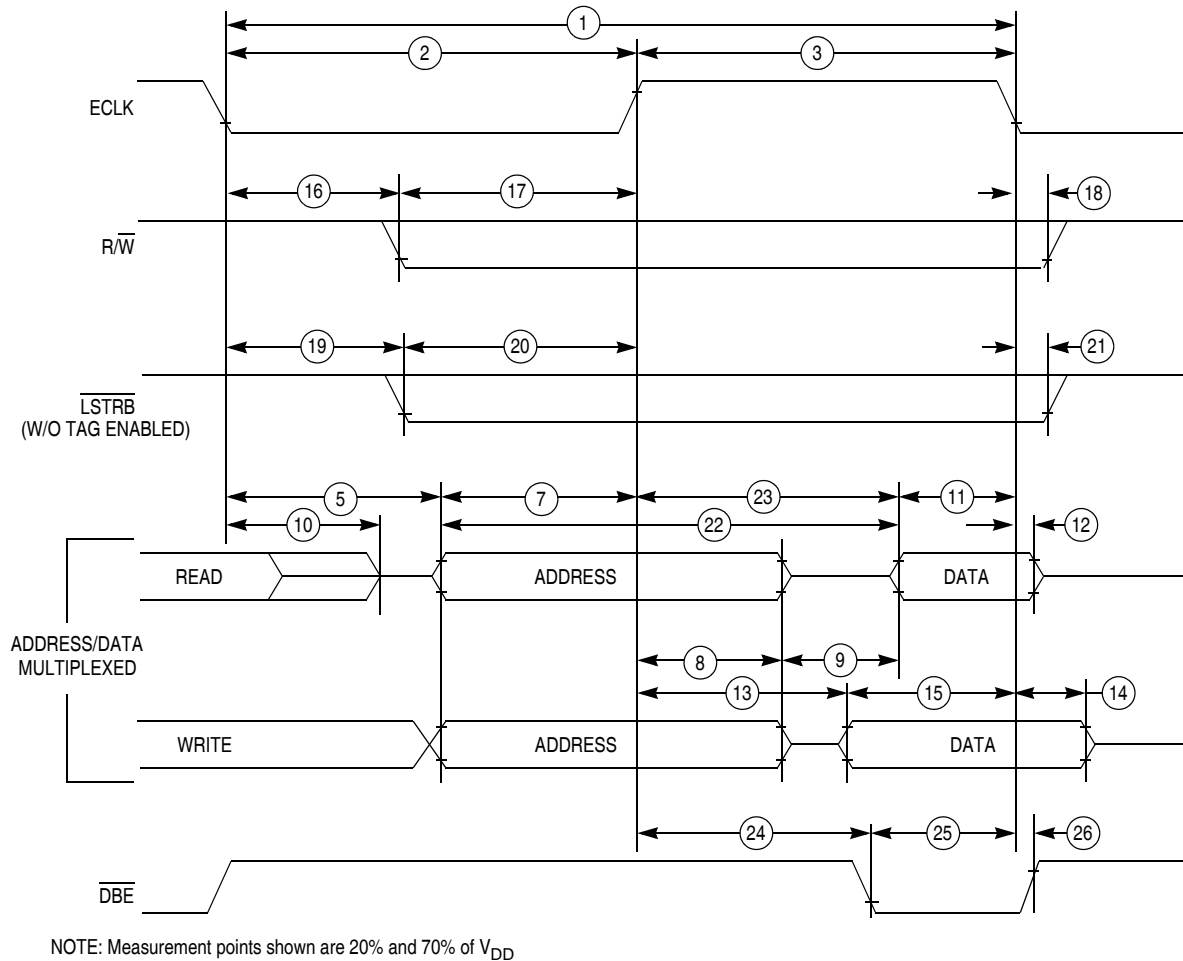 1
2
3
ECLK
16
17
18
R/W̅
19
20
21
L̅S̅T̅R̅B̅
(W/O TAG ENABLED)
5
7
23
11
10
22
12
READ
ADDRESS
DATA
ADDRESS/DATA
MULTIPLEXED
8
9
13
15
14
WRITE
ADDRESS
DATA
24
25
26
D̅B̅E̅
NOTE: Measurement points shown are 20% and 70% of VDD